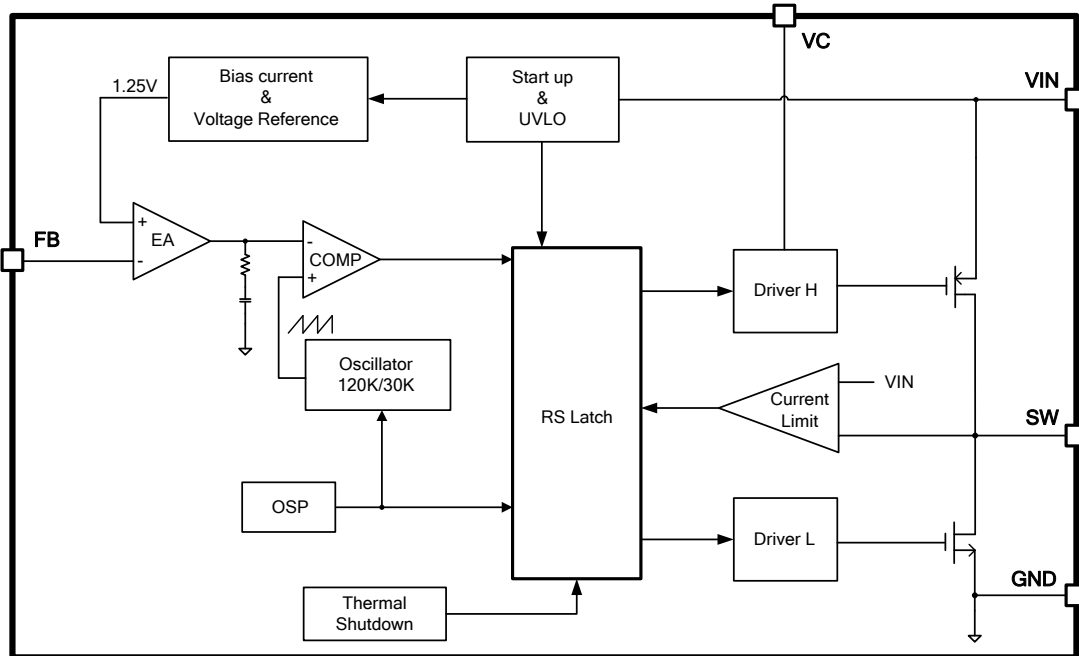 VC
VIN
Bias current
&
Voltage Reference
Start up
&
UVLO
1.25V
FB
+
EA
-
-
COMP
+
Oscillator
120K/30K
RS Latch
Driver H
VIN
Current
Limit
SW
OSP
Driver L
GND
Thermal
Shutdown